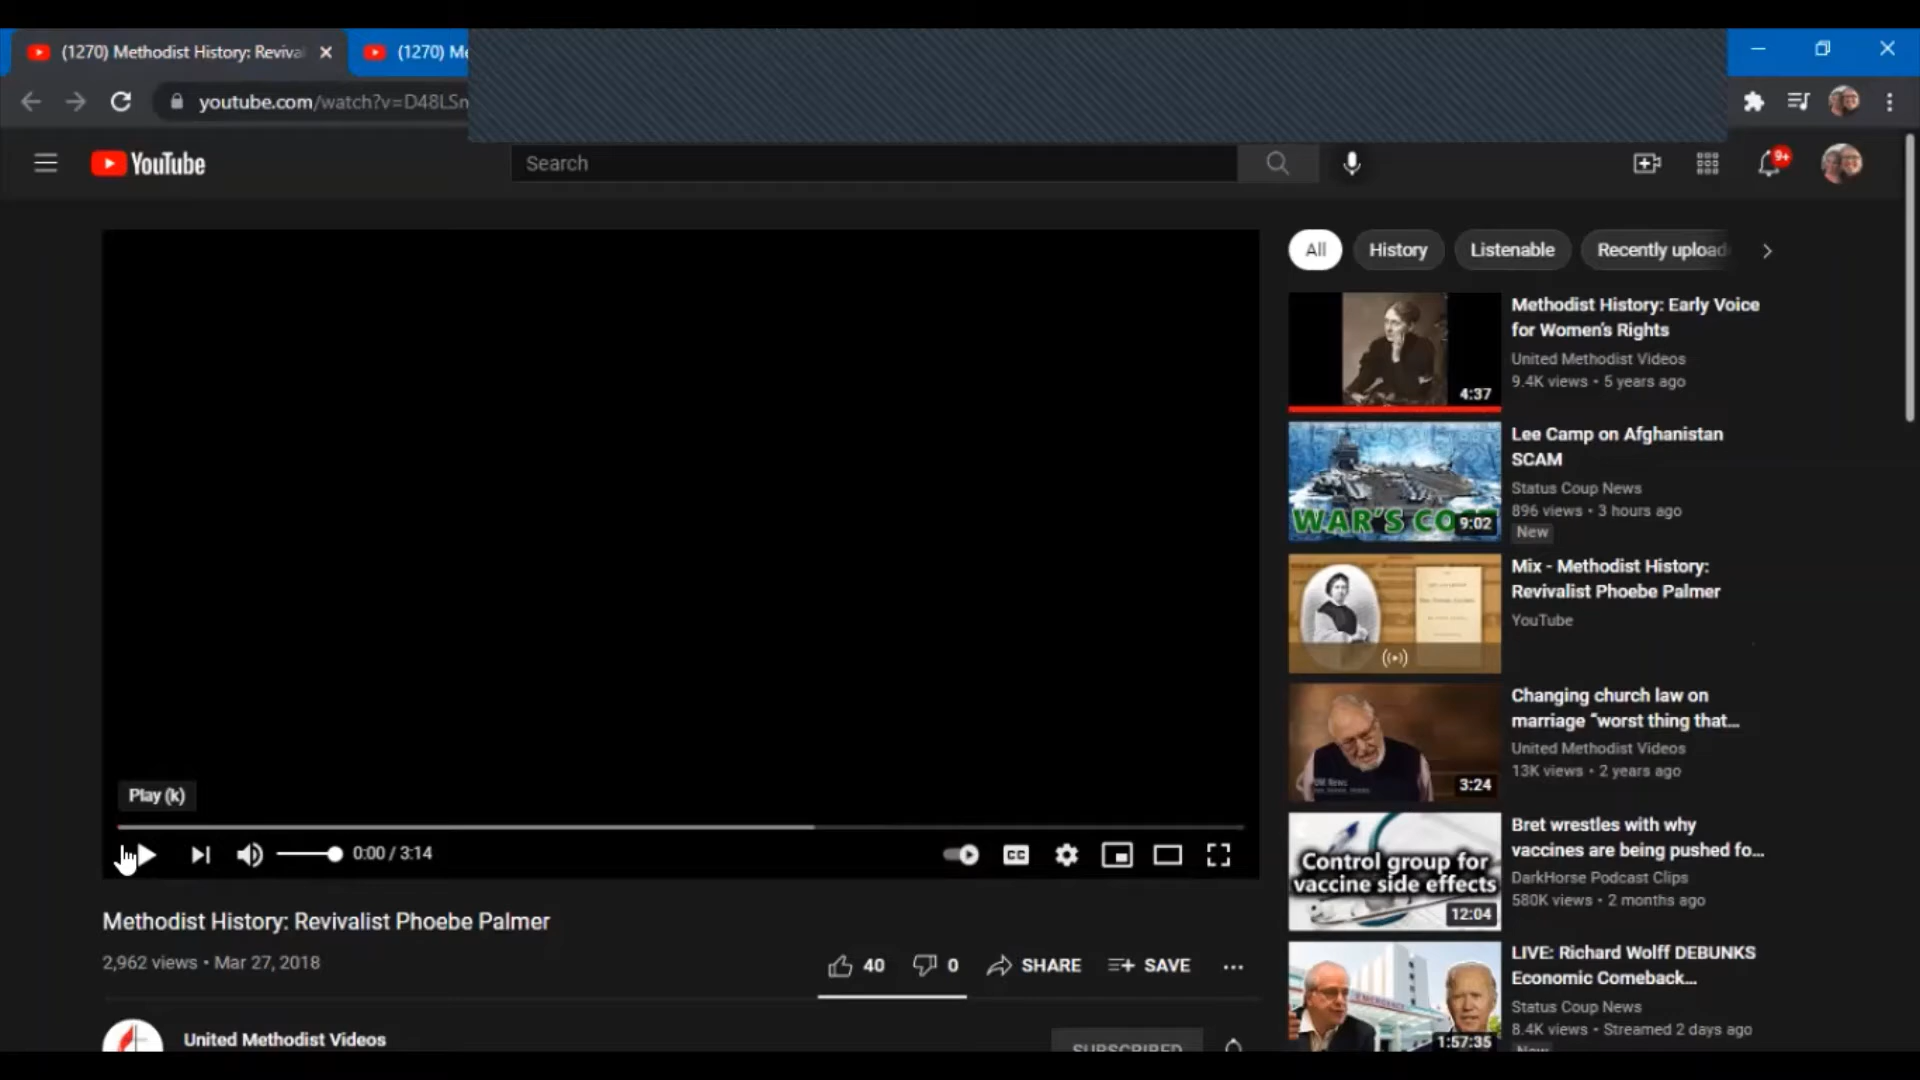 (1270) Methodist History: Reviva
(1270) Me
youtube.com/watch?v=D48LSn
YouTube
Search
9+
All
History
Listenable
Recently upload
Methodist History: Early Voice
for Women's Rights
United Methodist Videos
9.4K views • 5 years ago
4:37
Lee Camp on Afghanistan
SCAM
Status Coup News
896 views • 3 hours ago
New
WAR'S CO
9:02
Mix - Methodist History:
Revivalist Phoebe Palmer
YouTube
Changing church law on
marriage “worst thing that...
United Methodist Videos
13K views • 2 years ago
3:24
Bret wrestles with why
vaccines are being pushed fo...
DarkHorse Podcast Clips
580K views • 2 months ago
Control group for
vaccine side effects
12:04
LIVE: Richard Wolff DEBUNKS
Economic Comeback...
Status Coup News
8.4K views • Streamed 2 days ago
New
EMERGENCY
1:57:35
Play (k)
0:00 / 3:14
CC
Methodist History: Revivalist Phoebe Palmer
2,962 views • Mar 27, 2018
40
0
SHARE
SAVE
United Methodist Videos
SUBSCRIBED